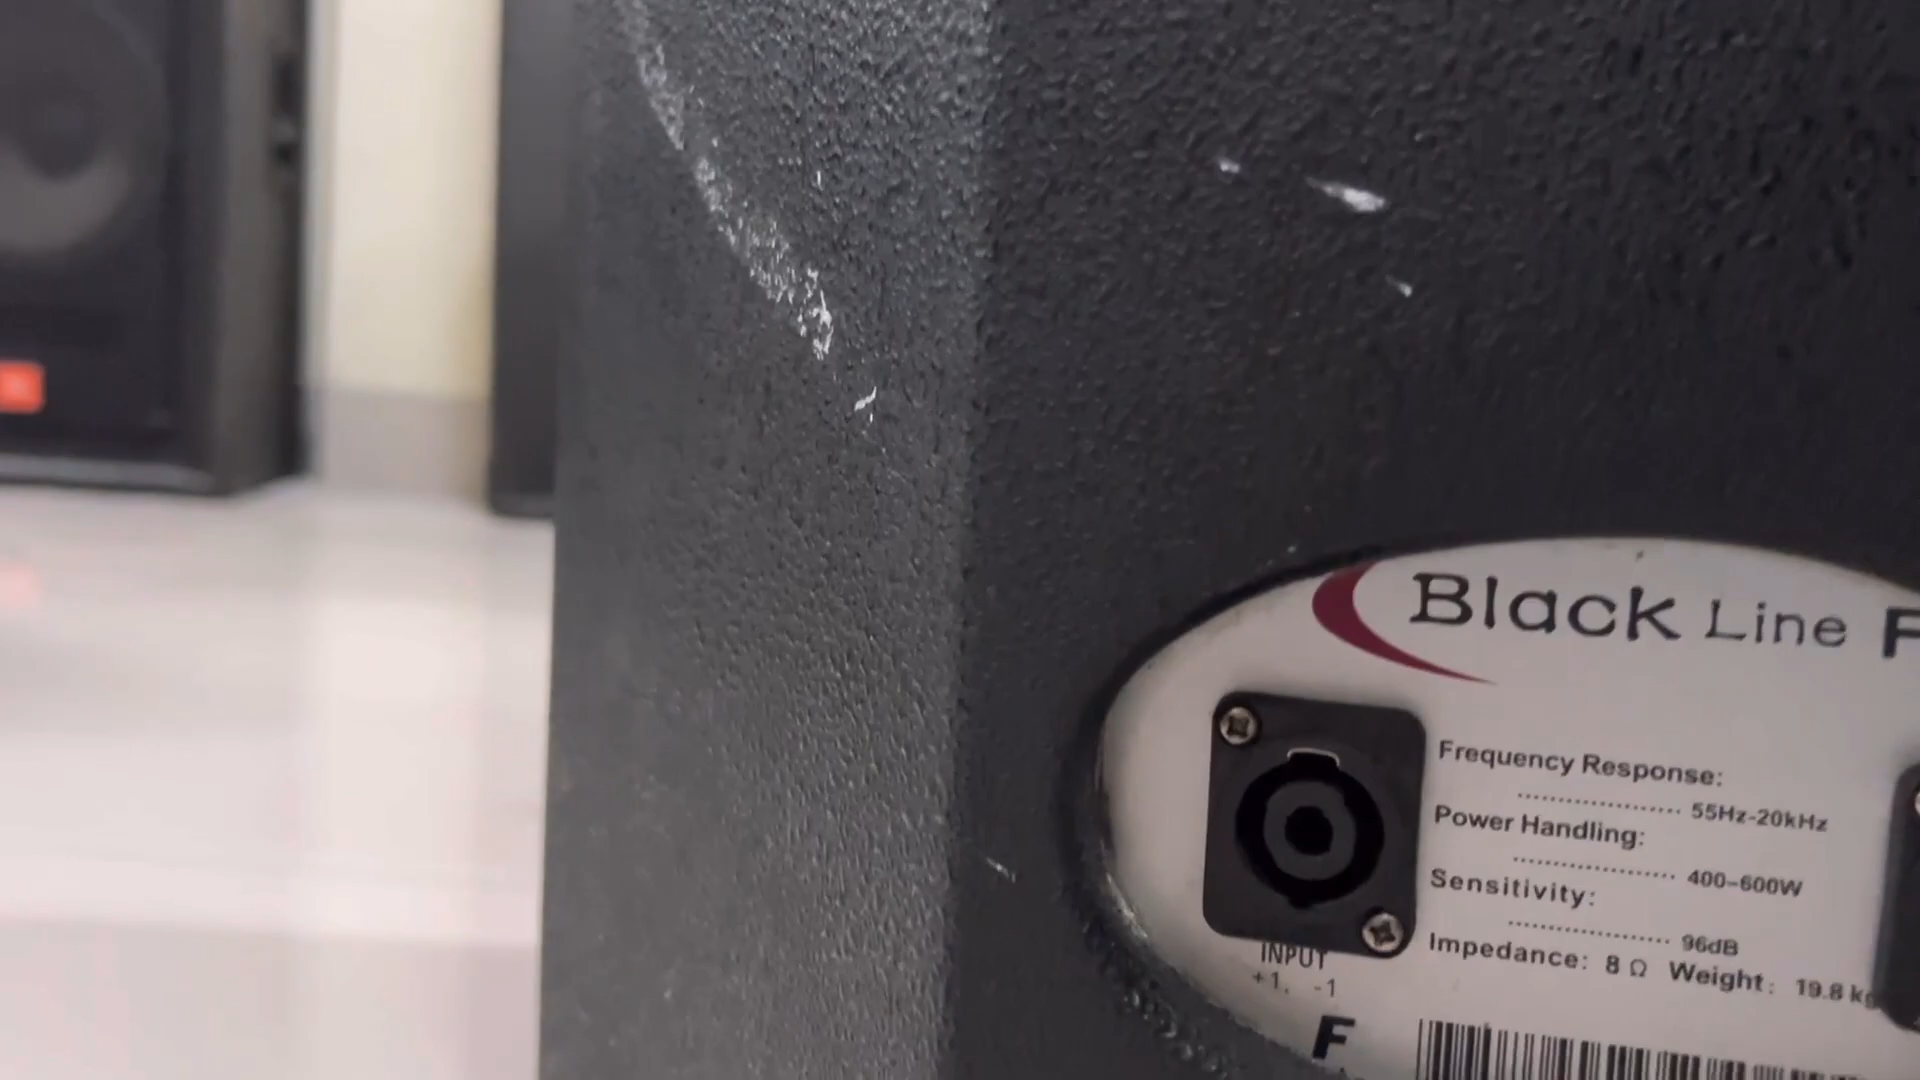 Black Line F
Frequency Response:
.................... 55Hz-20kHz
Power Handling:
.................... 400-600W
Sensitivity:
.................... 96dB
Impedance: 8 Ω Weight: 19.8 kg
INPUT
+1. -1
F